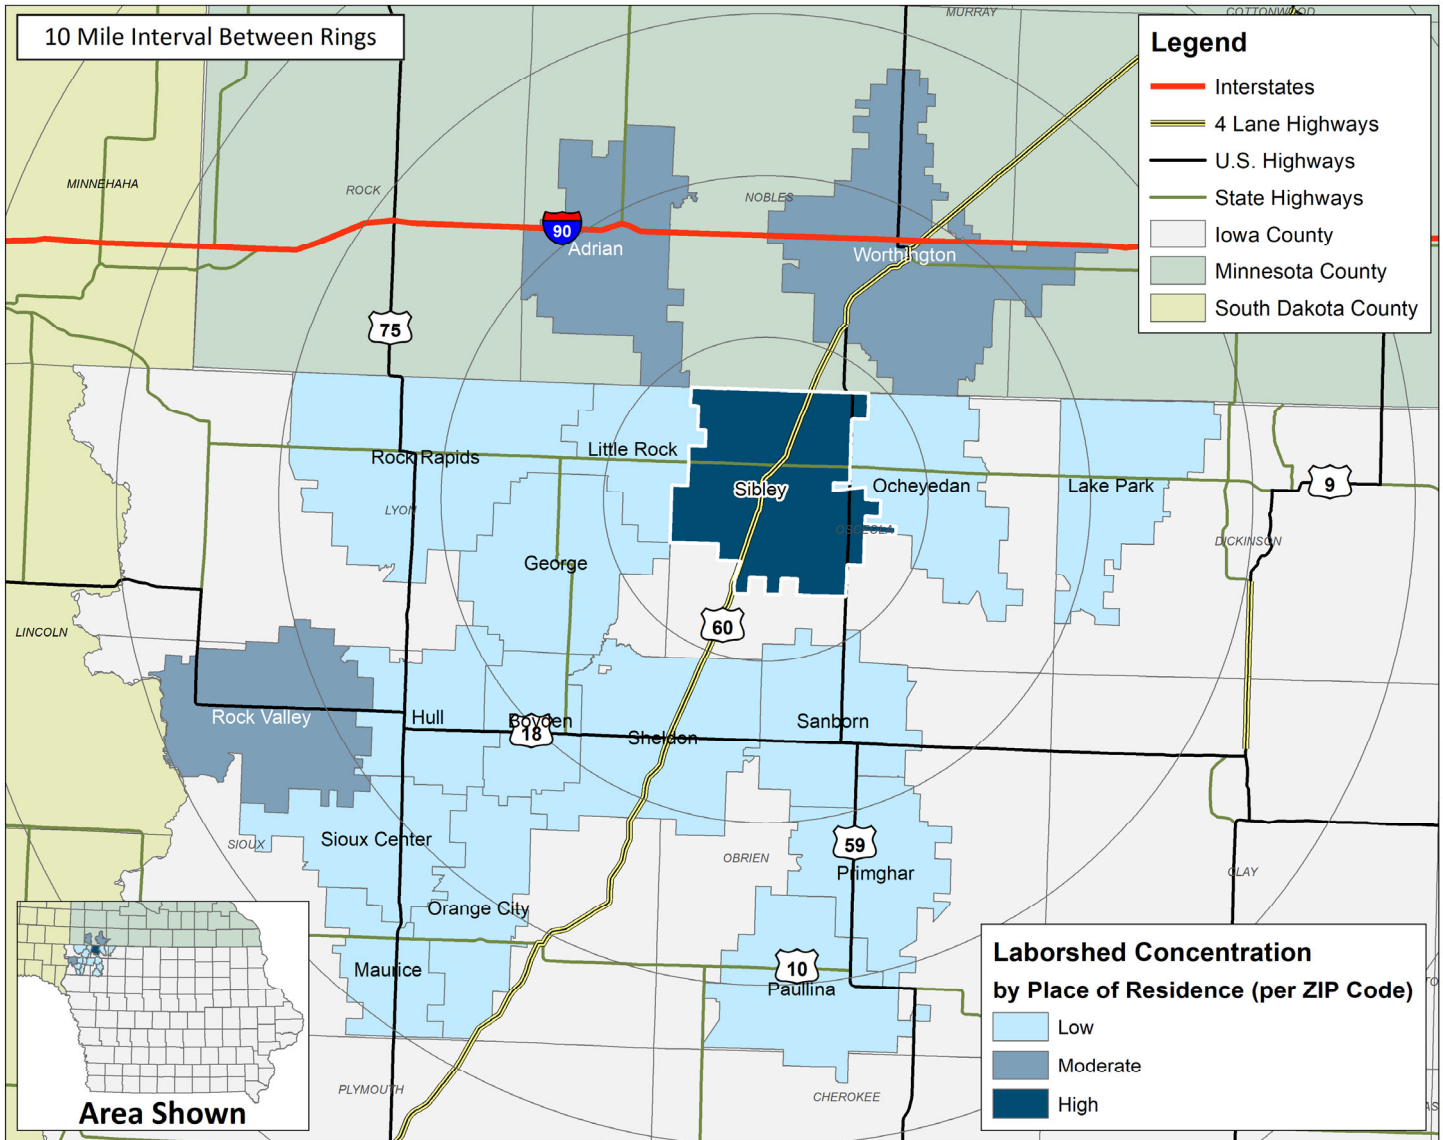 10 Mile Interval Between Rings
MURRAY
COTTONWOOD
Legend
Interstates
4 Lane Highways
U.S. Highways
State Highways
Iowa County
Minnesota County
South Dakota County
MINNEHAHA
ROCK
NOBLES
90
Adrian
Worthington
75
Rock Rapids
Little Rock
Sibley
Ocheyedan
Lake Park
9
LYON
OSCEOLA
DICKINSON
George
60
LINCOLN
Rock Valley
Hull
Boyden
18
Sheldon
Sanborn
Sioux Center
SIOUX
59
OBRIEN
Primghar
CLAY
Orange City
Maurice
10
Paullina
PLYMOUTH
CHEROKEE
Area Shown
Laborshed Concentration
by Place of Residence (per ZIP Code)
Low
Moderate
High